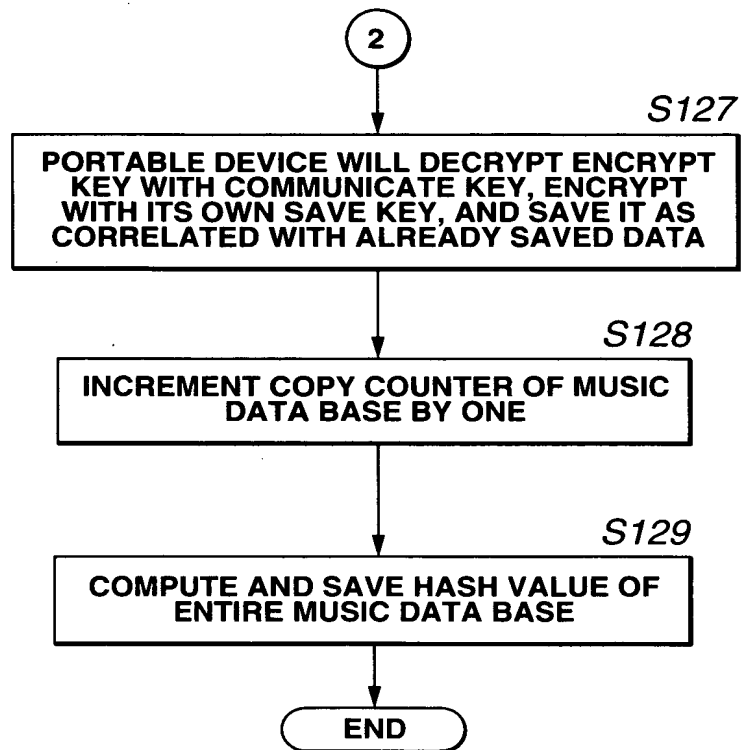 2
S127
PORTABLE DEVICE WILL DECRYPT ENCRYPT
KEY WITH COMMUNICATE KEY, ENCRYPT
WITH ITS OWN SAVE KEY, AND SAVE IT AS
CORRELATED WITH ALREADY SAVED DATA
S128
INCREMENT COPY COUNTER OF MUSIC
DATA BASE BY ONE
S129
COMPUTE AND SAVE HASH VALUE OF
ENTIRE MUSIC DATA BASE
END